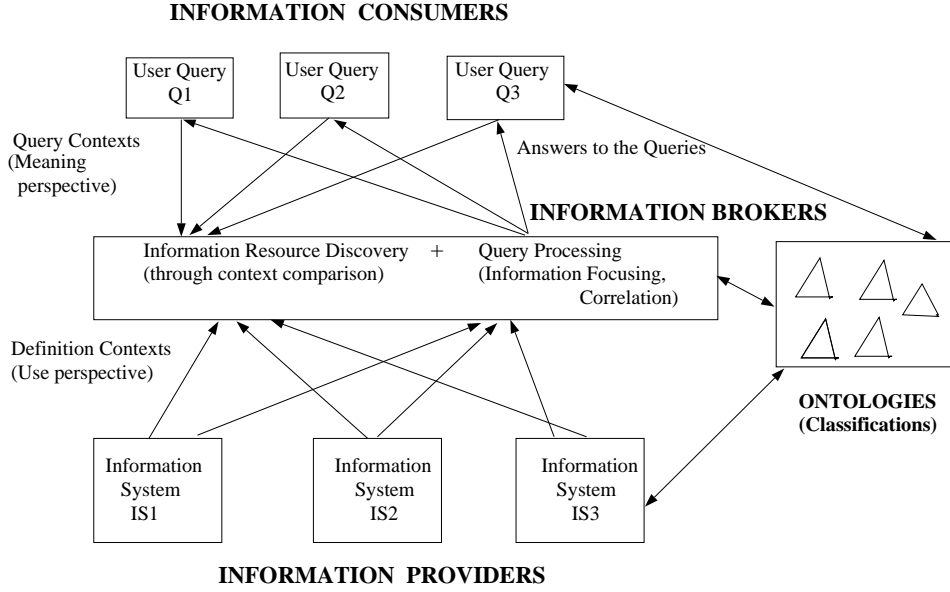 INFORMATION CONSUMERS
User Query
Q1
User Query
Q2
User Query
Q3
Query Contexts
(Meaning
perspective)
Answers to the Queries
INFORMATION BROKERS
Information Resource Discovery
(through context comparison)
+
Query Processing
(Information Focusing,
Correlation)
Definition Contexts
(Use perspective)
ONTOLOGIES
(Classifications)
Information
System
IS1
Information
System
IS2
Information
System
IS3
INFORMATION PROVIDERS